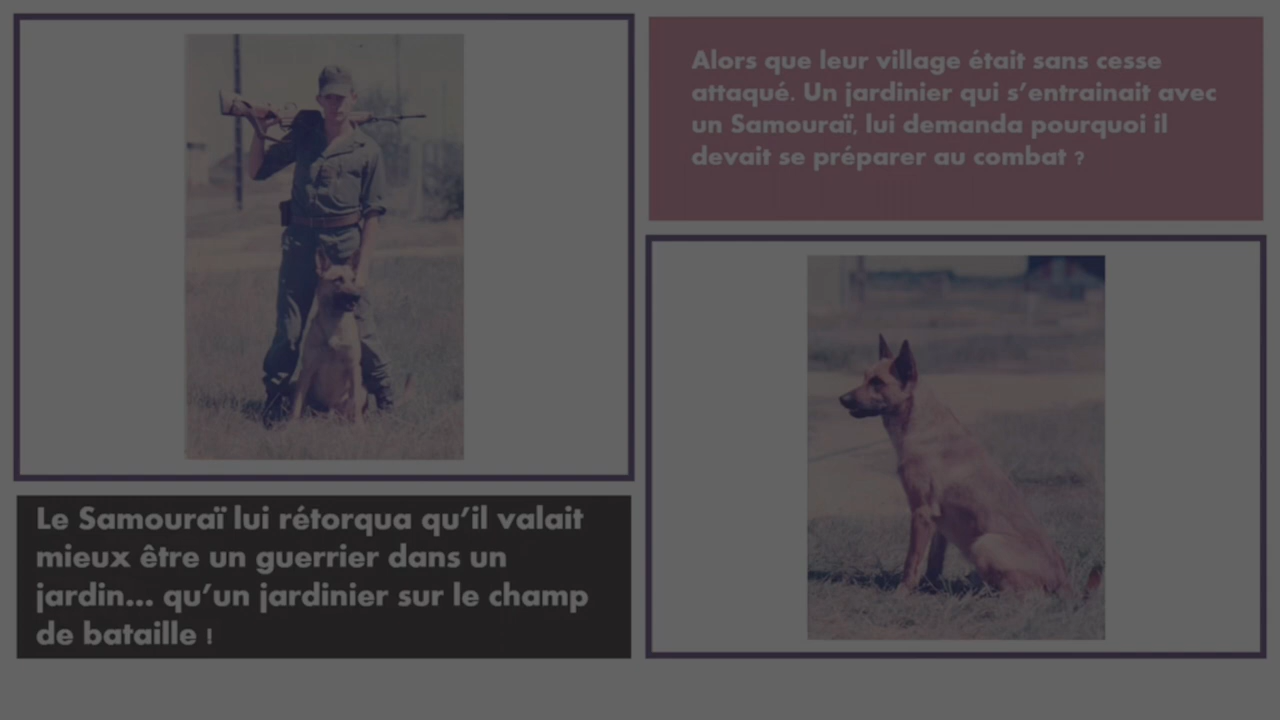 Alors que leur village était sans cesse
attaqué. Un jardinier qui s’entrainait avec
un Samouraï, lui demanda pourquoi il
devait se préparer au combat ?
Le Samouraï lui rétorqua qu’il valait
mieux être un guerrier dans un
jardin... qu’un jardinier sur le champ
de bataille !